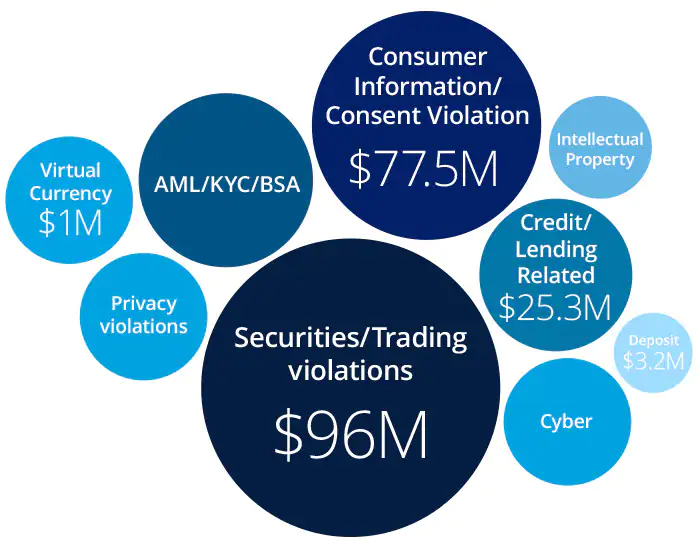 Consumer
Information/
Consent Violation
$77.5M
Intellectual
Property
Virtual
Currency
$1M
AML/KYC/BSA
Credit/
Lending
Related
$25.3M
Privacy
violations
Securities/Trading
violations
$96M
Deposit
$3.2M
Cyber